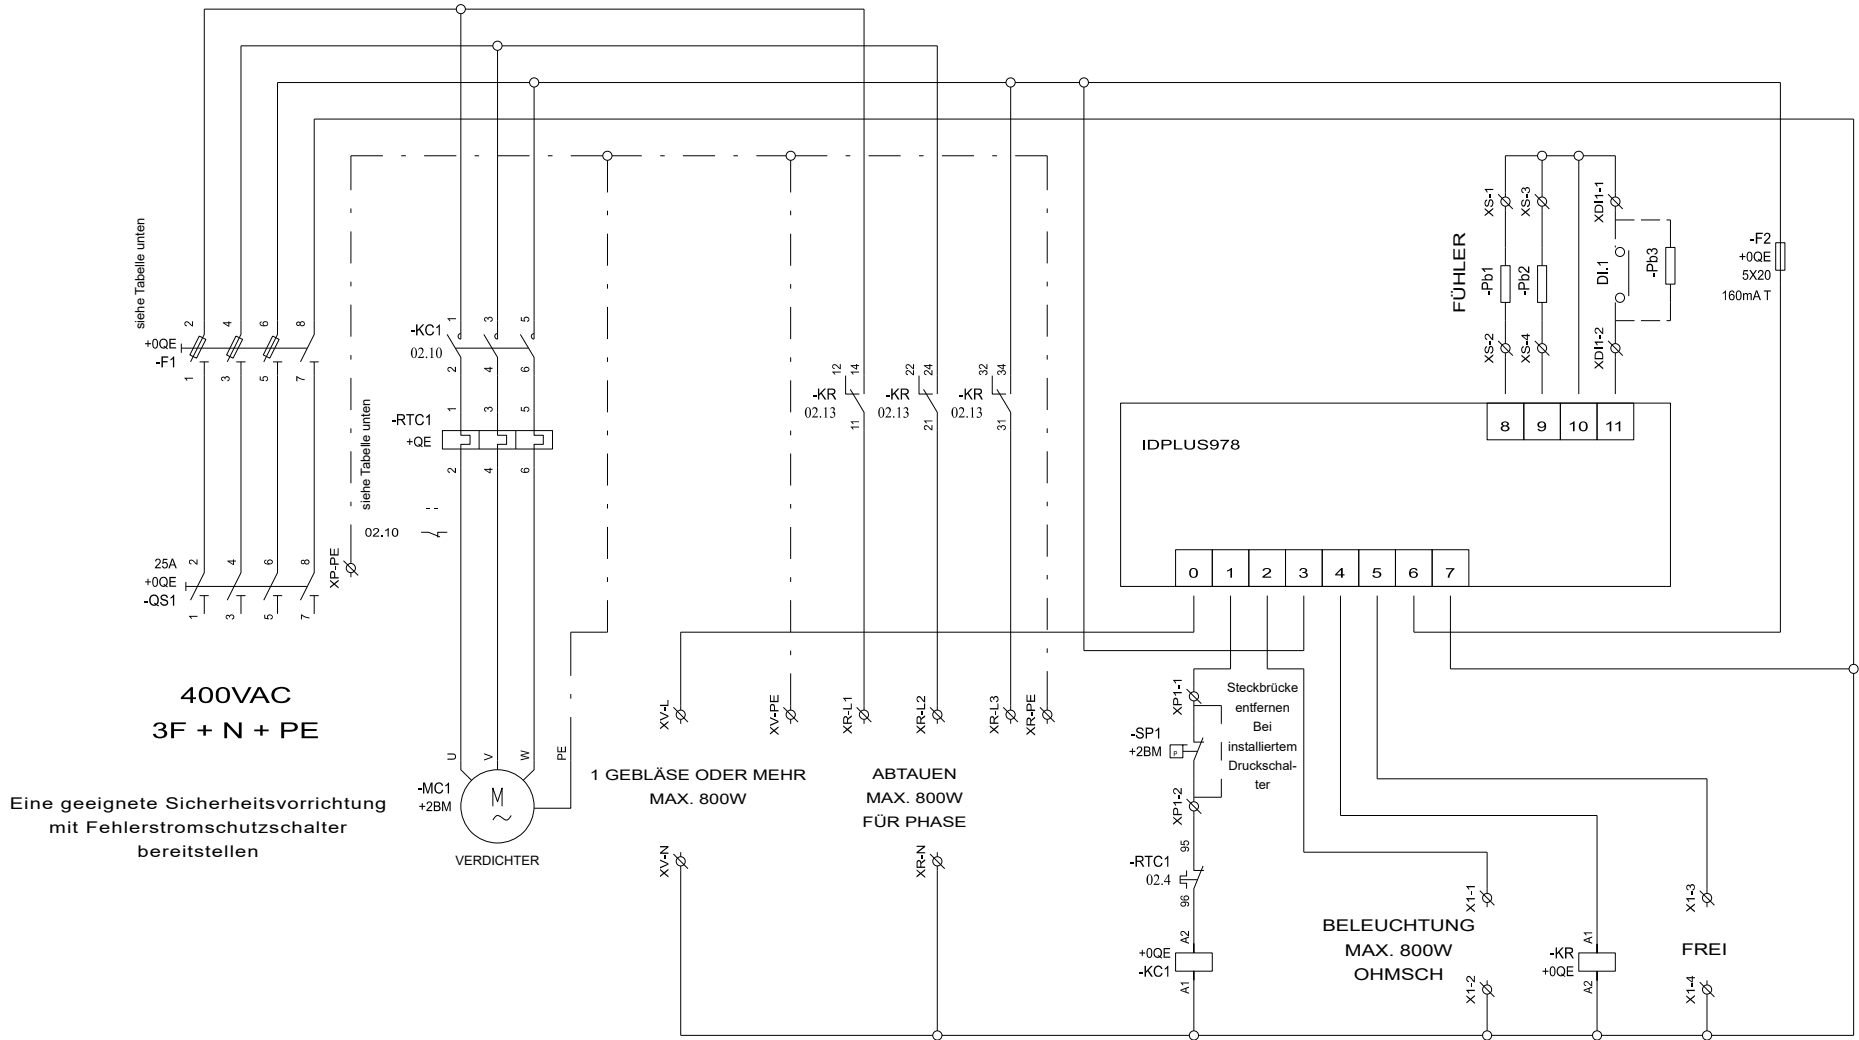 siehe Tabelle unten
2
4
6
8
+0QE
-F1
1
3
5
7
25A
+0QE
-QS1
2
4
6
8
1
3
5
7
XP-PE
400VAC
3F + N + PE
Eine geeignete Sicherheitsvorrichtung
mit Fehlerstromschutzschalter
bereitstellen
-KC1
02.10
1
3
5
2
4
6
siehe Tabelle unten
-RTC1
+QE
1
3
5
2
4
6
02.10
U
V
W
PE
-MC1
+2BM
M
VERDICHTER
12
14
-KR
02.13
11
22
24
-KR
02.13
21
32
34
-KR
02.13
31
XV-L
XV-PE
XR-L1
XR-L2
XR-L3
XR-PE
1 GEBLÄSE ODER MEHR
MAX. 800W
ABTAUEN
MAX. 800W
FÜR PHASE
XV-N
XR-N
FÜHLER
XS-1
XS-3
XDI1-1
-Pb1
-Pb2
DI.1
-Pb3
XS-2
XS-4
XDI1-2
-F2
+0QE
5X20
160mA T
8
9
10
11
IDPLUS978
0
1
2
3
4
5
6
7
XP1-1
Steckbrücke
entfernen
Bei
installiertem
Druckschal-
ter
-SP1
+2BM
P
XP1-2
95
-RTC1
02.4
96
A2
+0QE
-KC1
A1
X1-1
BELEUCHTUNG
MAX. 800W
OHMSCH
X1-2
A1
-KR
+0QE
A2
X1-3
FREI
X1-4